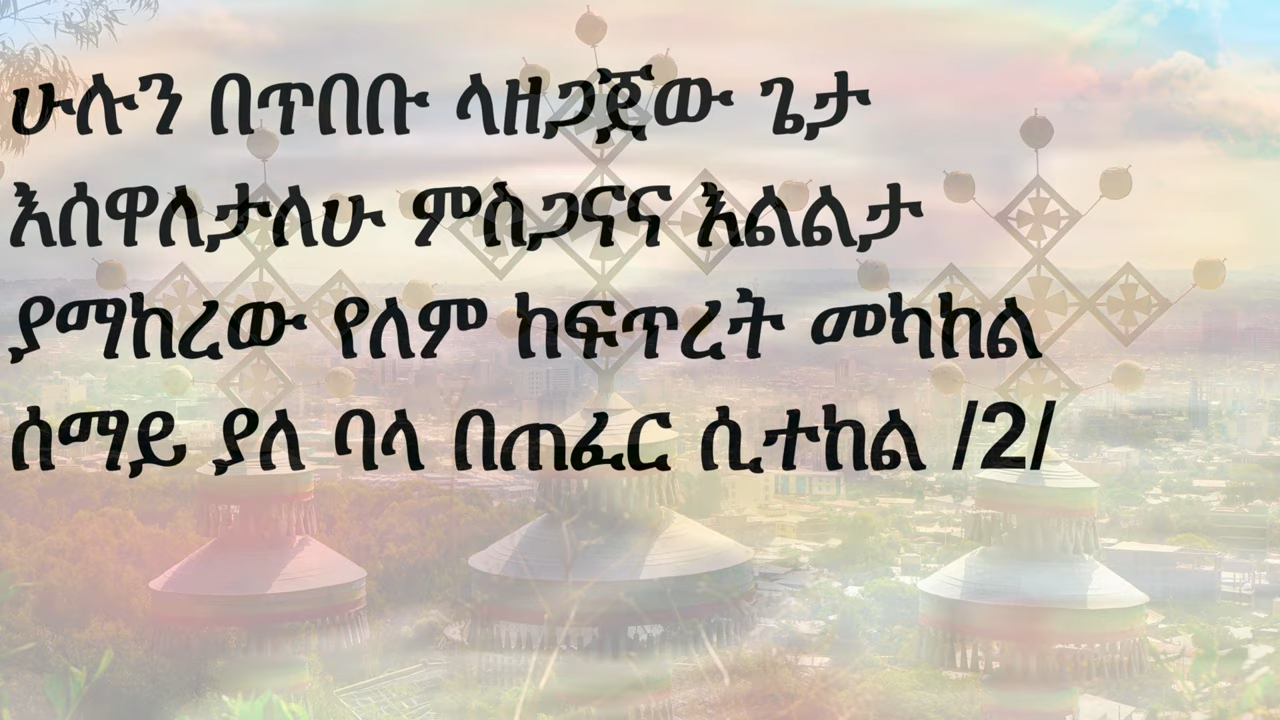 ሁሉን በጥበቡ ላዘጋጀው ጌታ
እሰዋለታለሁ ምስጋናና እልልታ
ያማከረው የለም ከፍጥረት መካከል
ሰማይ ያለ ባላ በጠፈር ሲተከል /2/